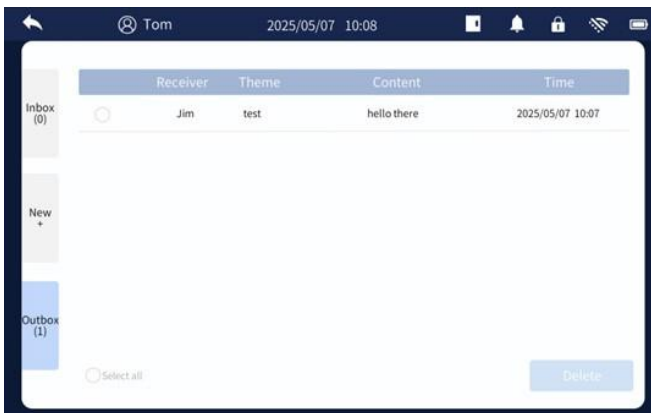 Tom 2025/05/07 10:08
Receiver Theme Content Time
Inbox
(0)
Jim test hello there 2025/05/07 10:07
New
+
Outbox
(1)
Select all
Delete